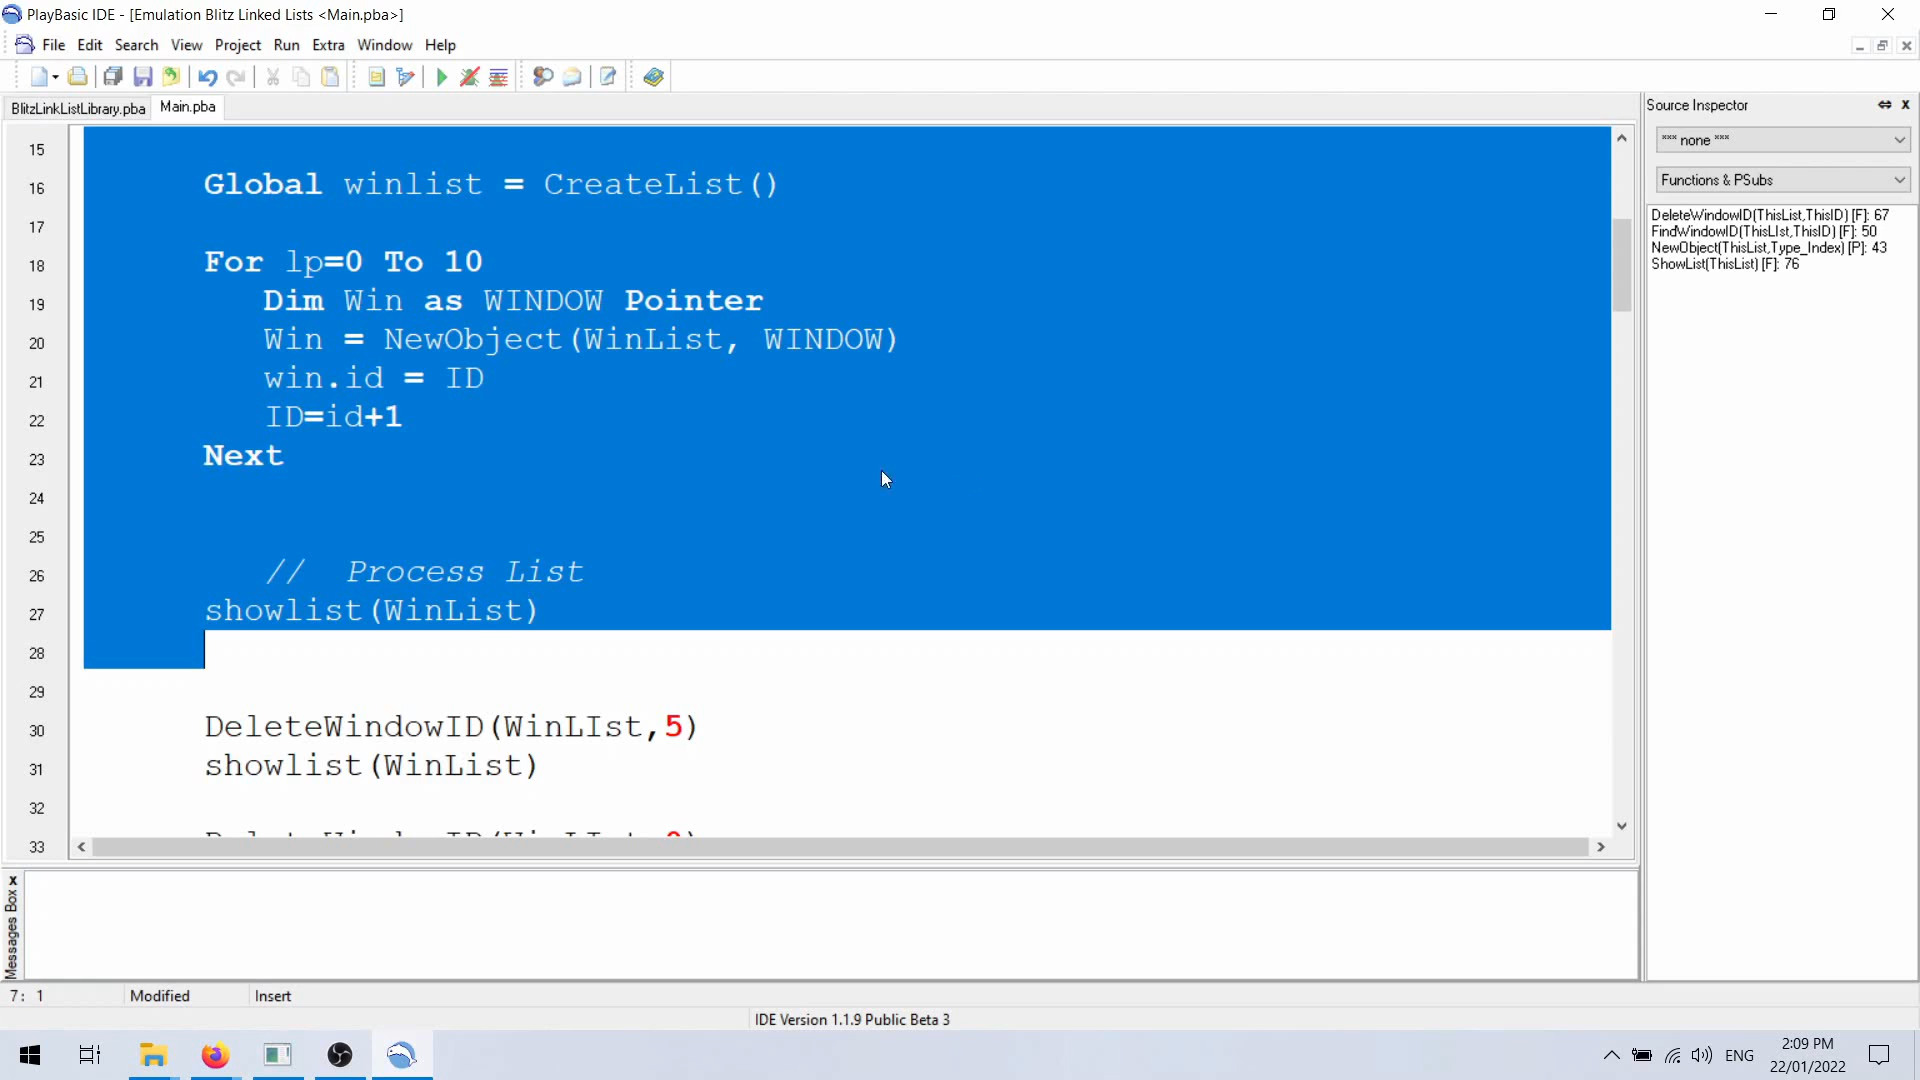 PlayBasic IDE - [Emulation Blitz Linked Lists <Main.pba>]
File Edit Search View Project Run Extra Window Help
BlitzLinkListLibrary.pba Main.pba
Source Inspector
*** none ***
Functions & PSubs
DeleteWindowID(ThisList,ThisID) [F]: 67
FindWindowID(ThisLIst,ThisID) [F]: 50
NewObject(ThisList,Type_Index) [P]: 43
ShowList(ThisList) [F]: 76
15
16 Global winlist = CreateList()
17
18 For lp=0 To 10
19 Dim Win as WINDOW Pointer
20 Win = NewObject(WinList, WINDOW)
21 win.id = ID
22 ID=id+1
23 Next
24
25
26 // Process List
27 showlist(WinList)
28
29
30 DeleteWindowID(WinLIst,5)
31 showlist(WinList)
32
33
Messages Box
7: 1 Modified Insert
IDE Version 1.1.9 Public Beta 3
ENG
2:09 PM
22/01/2022